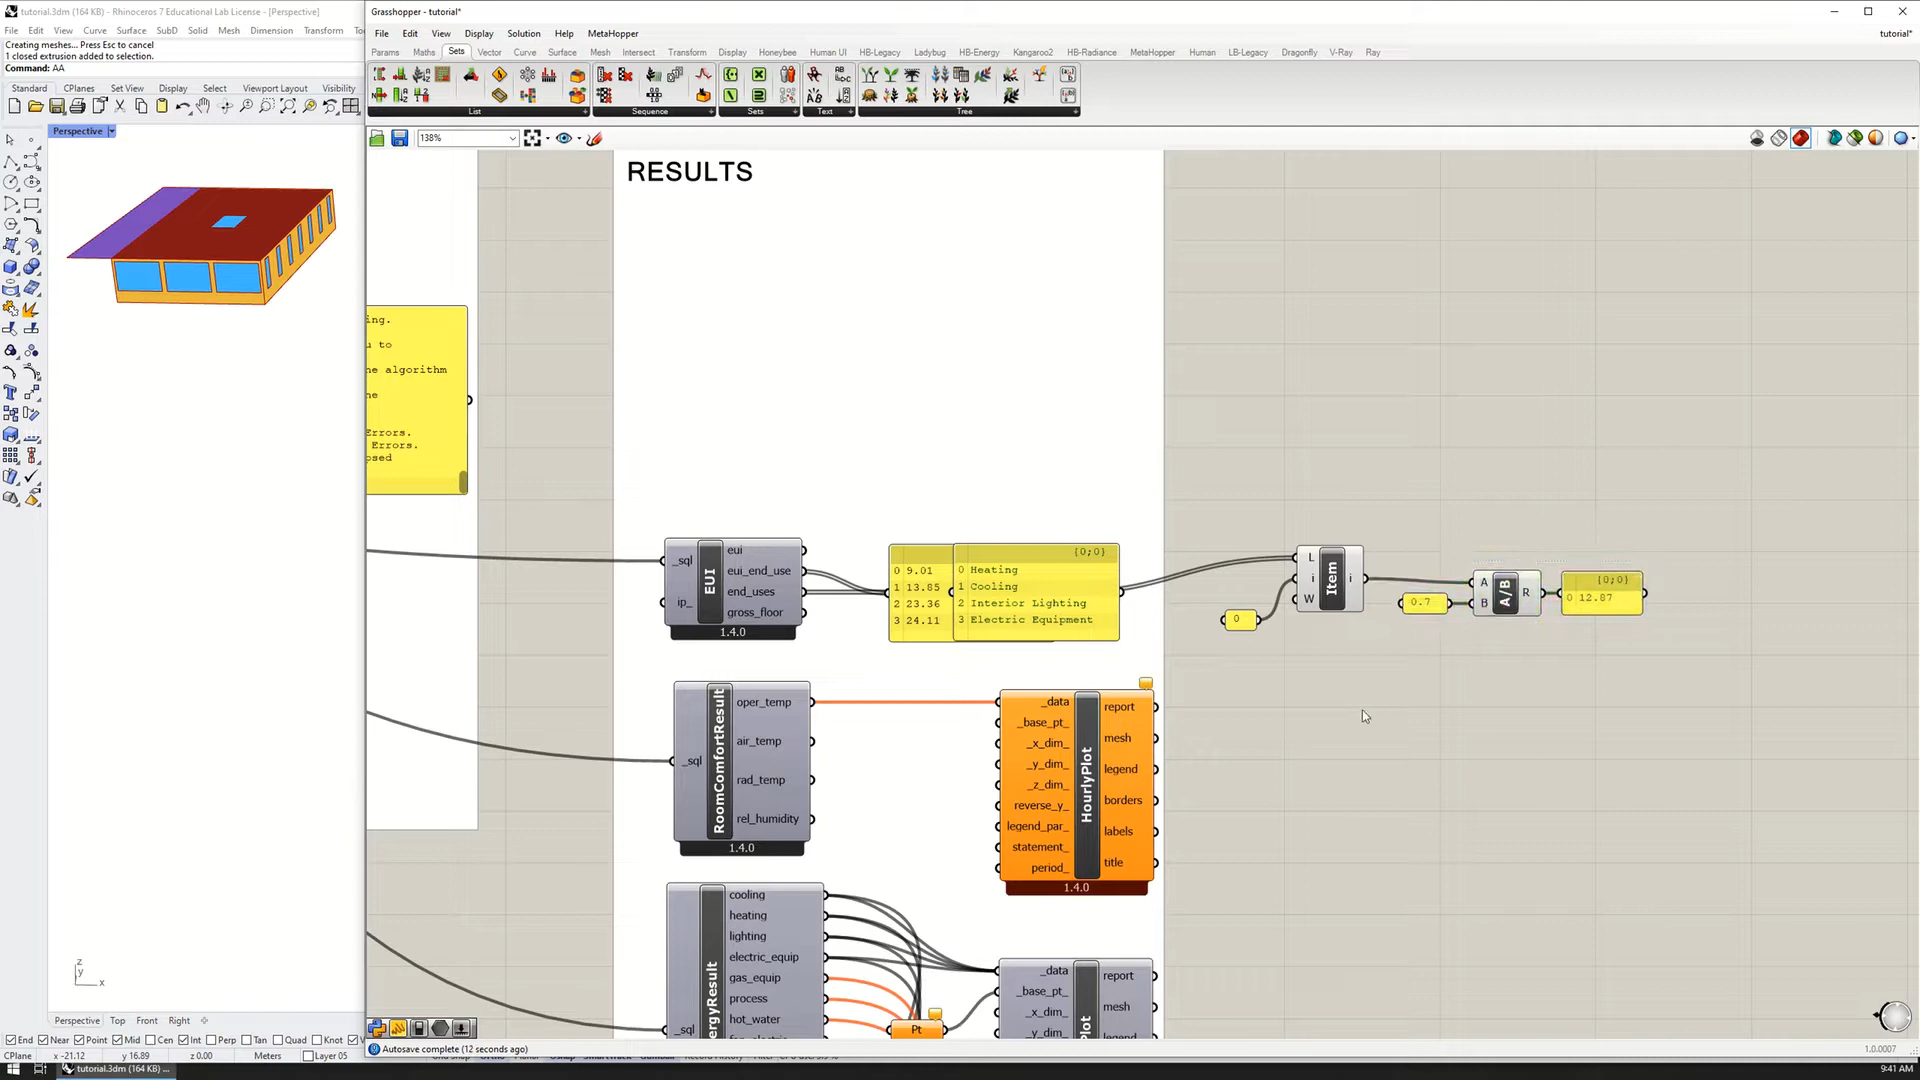 tutorial.3dm (164 KB) - Rhinoceros 7 Educational Lab License - [Perspective]
File Edit View Curve Surface SubD Solid Mesh Dimension Transform
Creating meshes... Press Esc to cancel
1 closed extrusion added to selection.
Command: AA
Standard CPlanes Set View Display Select Viewport Layout Visibility
Perspective
z
y
x
Perspective Top Front Right
End Near Point Mid Cen Int Perp Tan Quad Knot
CPlane x -21.12 y 16.89 z 0.00 Meters Layer 05
tutorial.3dm (164 KB) ...
Grasshopper - tutorial*
File Edit View Display Solution Help MetaHopper
tutorial*
Params Maths Sets Vector Curve Surface Mesh Intersect Transform Display Honeybee Human UI HB-Legacy Ladybug HB-Energy Kangaroo2 HB-Radiance MetaHopper Human LB-Legacy Dragonfly V-Ray Ray
List Sequence Sets Text Tree
138%
RESULTS
ing.
u to
he algorithm
he
Errors.
Errors.
psed
_sql
ip_
EUI
eui
eui_end_use
end_uses
gross_floor
1.4.0
0 9.01
1 13.85
2 23.36
3 24.11
{0;0}
0 Heating
1 Cooling
2 Interior Lighting
3 Electric Equipment
L
i
W
Item
i
0
0.7
A
B
A/B
R
{0;0}
0 12.87
_sql
RoomComfortResult
oper_temp
air_temp
rad_temp
rel_humidity
1.4.0
_data
_base_pt_
_x_dim_
_y_dim_
_z_dim_
reverse_y_
legend_par_
statement_
period_
HourlyPlot
report
mesh
legend
borders
labels
title
1.4.0
_sql
ergyResult
cooling
heating
lighting
electric_equip
gas_equip
process
hot_water
Pt
_data
_base_pt_
_x_dim_
_y_dim_
report
mesh
Autosave complete (12 seconds ago)
1.0.0007
9:41 AM